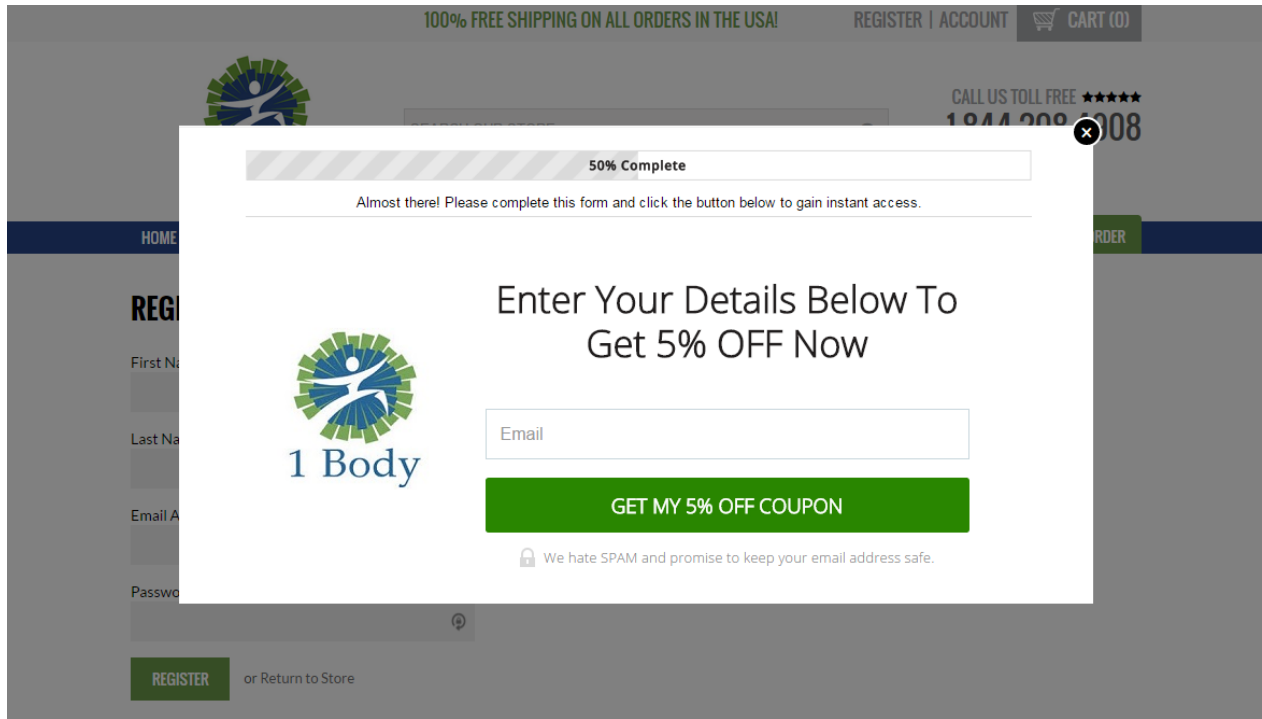 100% FREE SHIPPING ON ALL ORDERS IN THE USA!
REGISTER | ACCOUNT
CART (0)
CALL US TOLL FREE
50% Complete
Almost there! Please complete this form and click the button below to gain instant access.
HOME
Enter Your Details Below To
Get 5% OFF Now
First
Last
Email
1 Body
Email
GET MY 5% OFF COUPON
We hate SPAM and promise to keep your email address safe.
REGISTER
or Return to Store